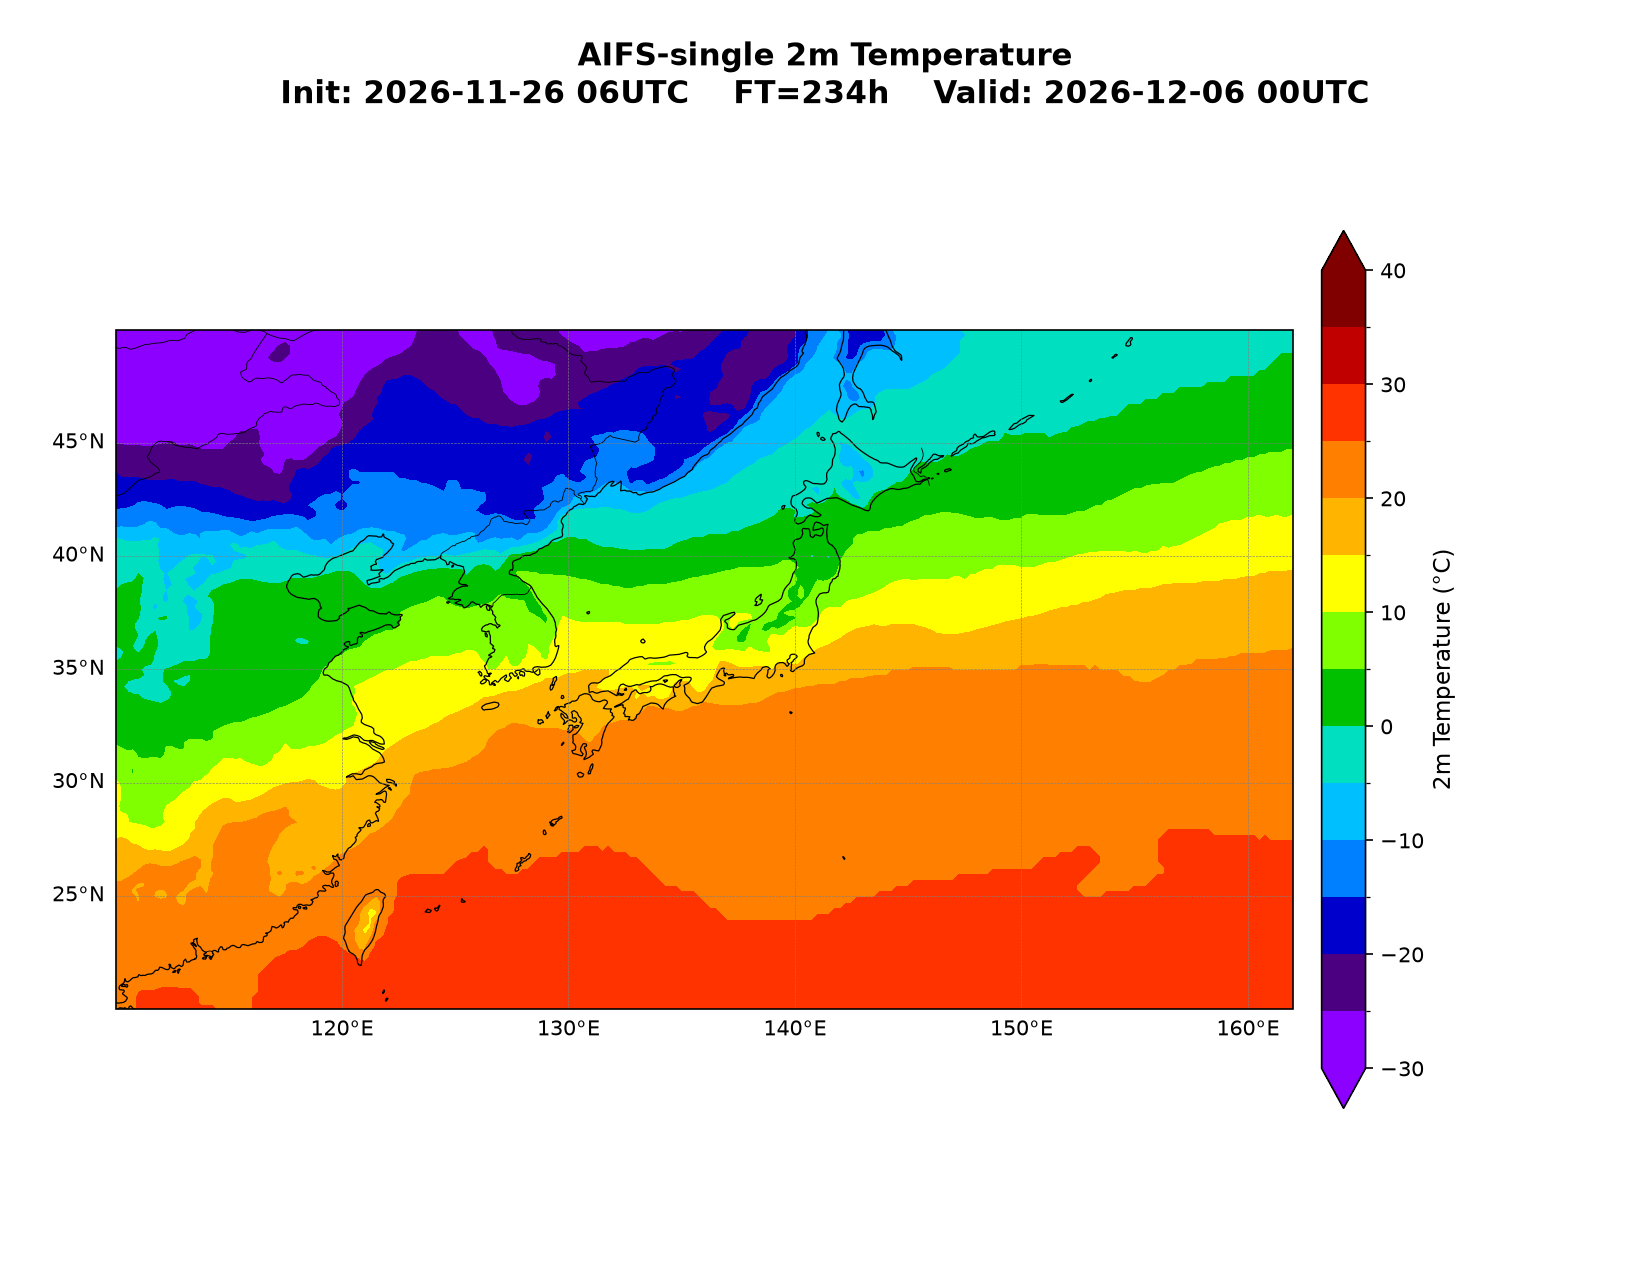 AIFS-single 2m Temperature
Init: 2026-11-26 06UTC    FT=234h    Valid: 2026-12-06 00UTC
45°N
40°N
35°N
30°N
25°N
120°E
130°E
140°E
150°E
160°E
40
30
20
10
0
−10
−20
−30
2m Temperature (°C)